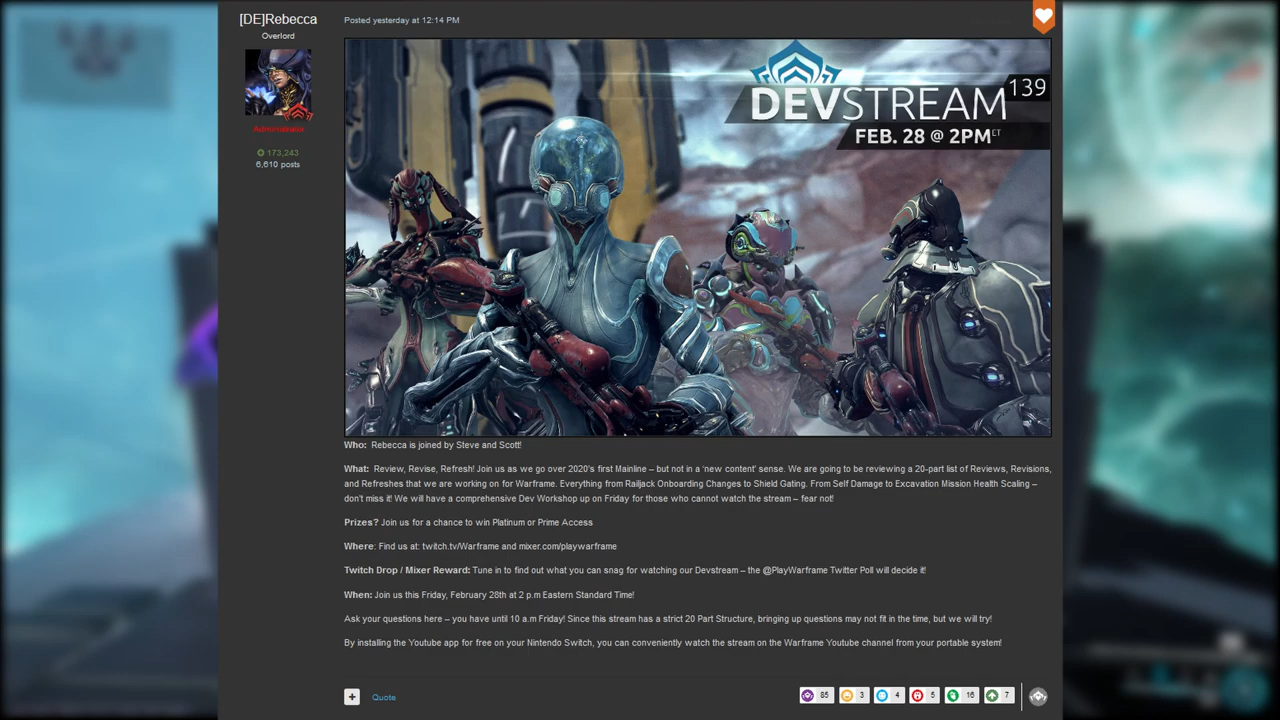 [DE]Rebecca
Overlord
173,243
6,610 posts
Posted yesterday at 12:14 PM
DEVSTREAM 139
FEB. 28 @ 2PM ET
Who: Rebecca is joined by Steve and Scott!
What: Review, Revise, Refresh! Join us as we go over 2020's first Mainline – but not in a 'new content' sense. We are going to be reviewing a 20-part list of Reviews, Revisions,
and Refreshes that we are working on for Warframe. Everything from Railjack Onboarding Changes to Shield Gating. From Self Damage to Excavation Mission Health Scaling –
don't miss it! We will have a comprehensive Dev Workshop up on Friday for those who cannot watch the stream – fear not!
Prizes? Join us for a chance to win Platinum or Prime Access
Where: Find us at: twitch.tv/Warframe and mixer.com/playwarframe
Twitch Drop / Mixer Reward: Tune in to find out what you can snag for watching our Devstream – the @PlayWarframe Twitter Poll will decide it!
When: Join us this Friday, February 28th at 2 p.m Eastern Standard Time!
Ask your questions here – you have until 10 a.m Friday! Since this stream has a strict 20 Part Structure, bringing up questions may not fit in the time, but we will try!
By installing the Youtube app for free on your Nintendo Switch, you can conveniently watch the stream on the Warframe Youtube channel from your portable system!
+ Quote
85 3 4 5 16 7